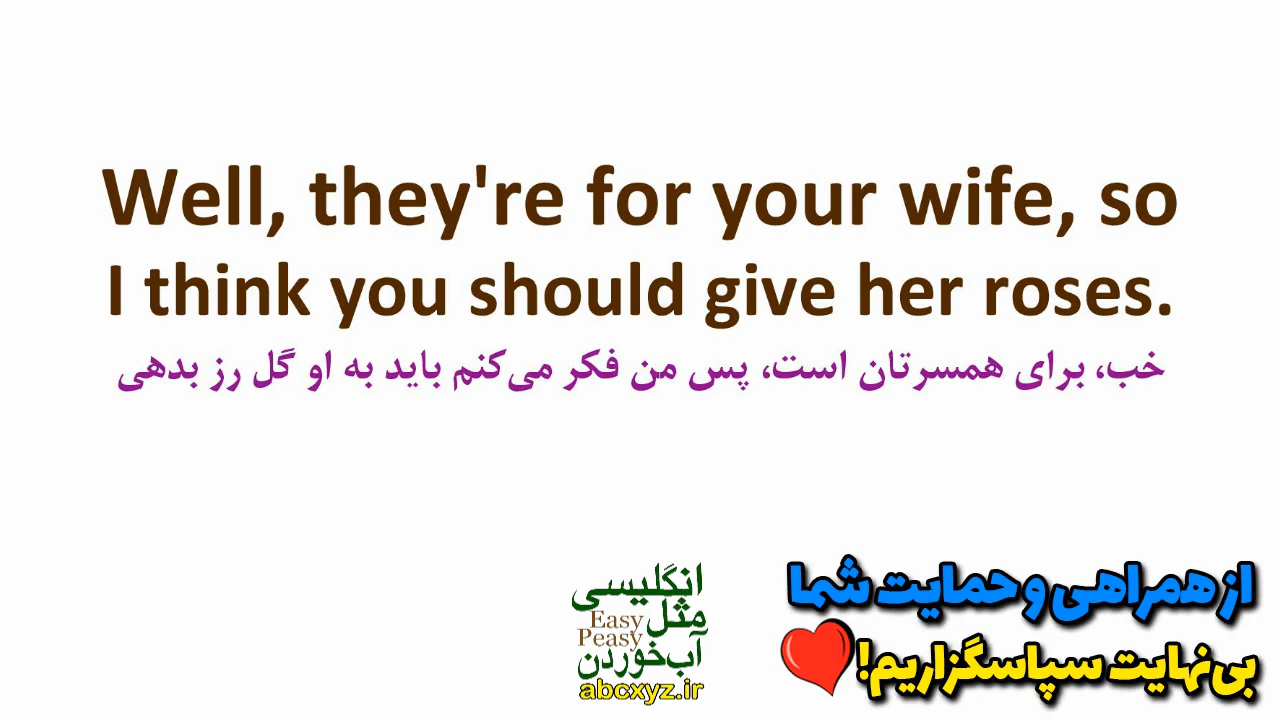 Well, they're for your wife, so
I think you should give her roses.
خب، برای همسرتان است، پس من فکر می‌کنم باید به او گل رز بدهی
انگلیسی
مثل
Easy
Peasy
آب‌خوردن
abcxyz.ir
از همراهی و حمایت شما
بی‌نهایت سپاسگزاریم!